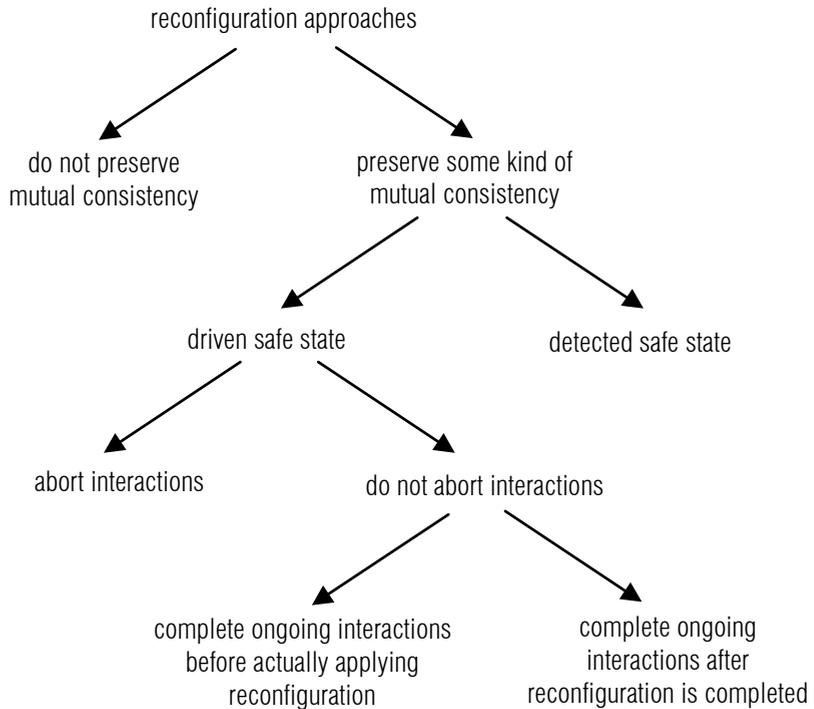 reconfiguration approaches
do not preserve
mutual consistency
preserve some kind of
mutual consistency
driven safe state
detected safe state
abort interactions
do not abort interactions
complete ongoing interactions
before actually applying
reconfiguration
complete ongoing
interactions after
reconfiguration is completed